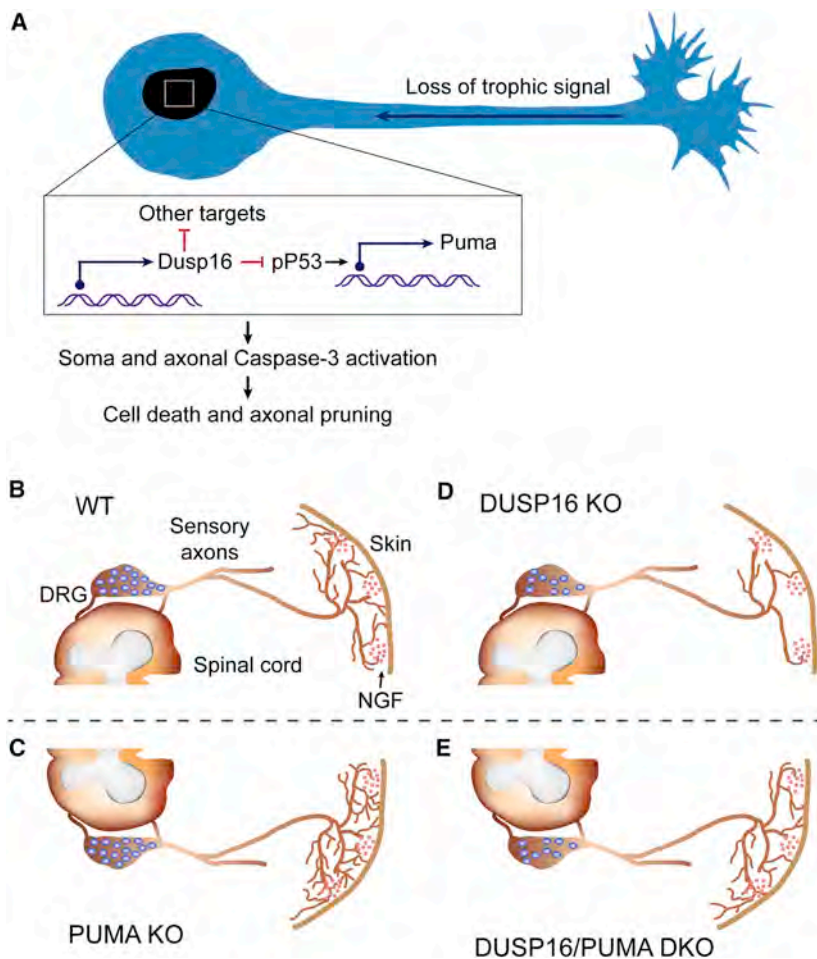 A
Loss of trophic signal
Other targets
Dusp16
pP53
Puma
Soma and axonal Caspase-3 activation
Cell death and axonal pruning
B
WT
Sensory
axons
Skin
DRG
Spinal cord
NGF
D
DUSP16 KO
C
PUMA KO
E
DUSP16/PUMA DKO